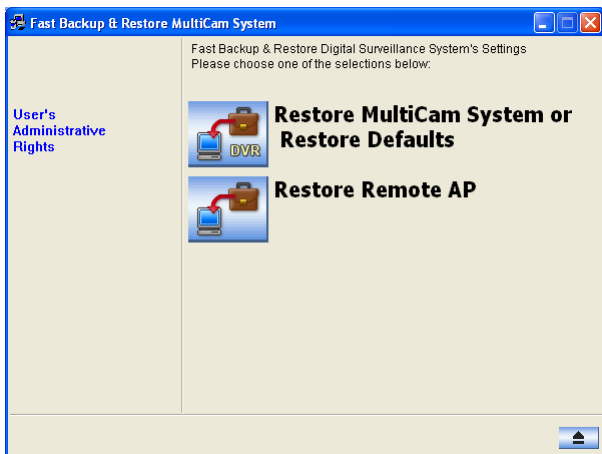 Fast Backup & Restore MultiCam System
Fast Backup & Restore Digital Surveillance System's Settings
Please choose one of the selections below:
User's
Administrative
Rights
DVR
Restore MultiCam System or
Restore Defaults
Restore Remote AP